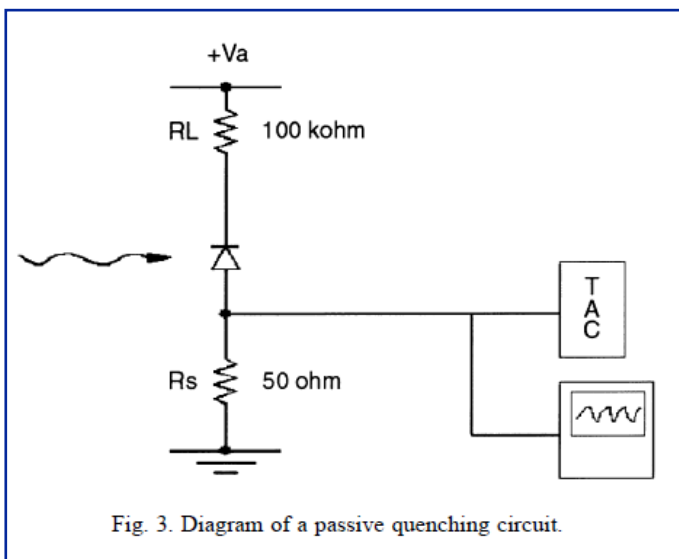 +Va
RL 100 kohm
T
A
C
Rs 50 ohm
Fig. 3. Diagram of a passive quenching circuit.